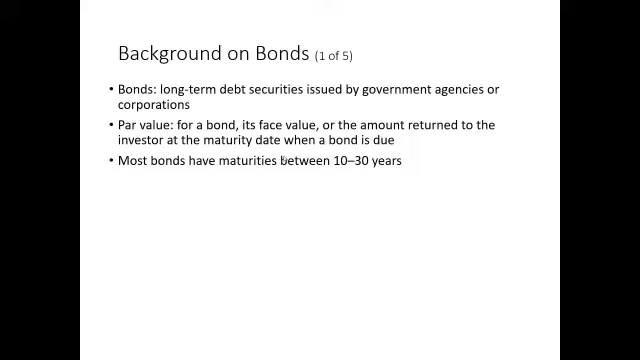 Background on Bonds (1 of 5)
• Bonds: long-term debt securities issued by government agencies or
corporations
• Par value: for a bond, its face value, or the amount returned to the
investor at the maturity date when a bond is due
• Most bonds have maturities between 10–30 years